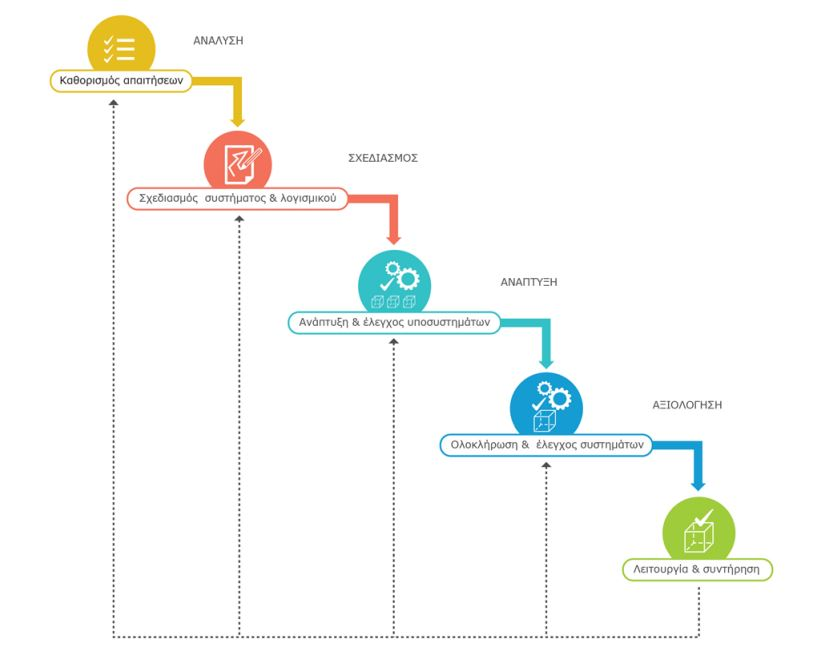 ΑΝΑΛΥΣΗ
Καθορισμός απαιτήσεων
ΣΧΕΔΙΑΣΜΟΣ
Σχεδιασμός συστήματος & λογισμικού
ΑΝΑΠΤΥΞΗ
Ανάπτυξη & έλεγχος υποσυστημάτων
ΑΞΙΟΛΟΓΗΣΗ
Ολοκλήρωση & έλεγχος συστημάτων
Λειτουργία & συντήρηση